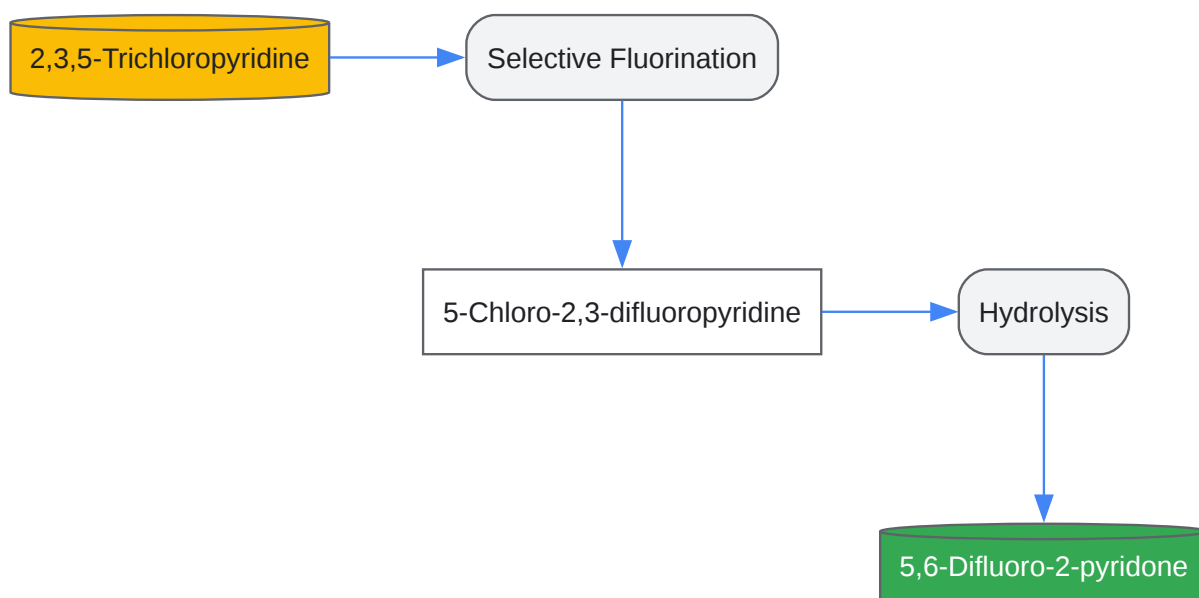 2,3,5-Trichloropyridine
Selective Fluorination
5-Chloro-2,3-difluoropyridine
Hydrolysis
5,6-Difluoro-2-pyridone